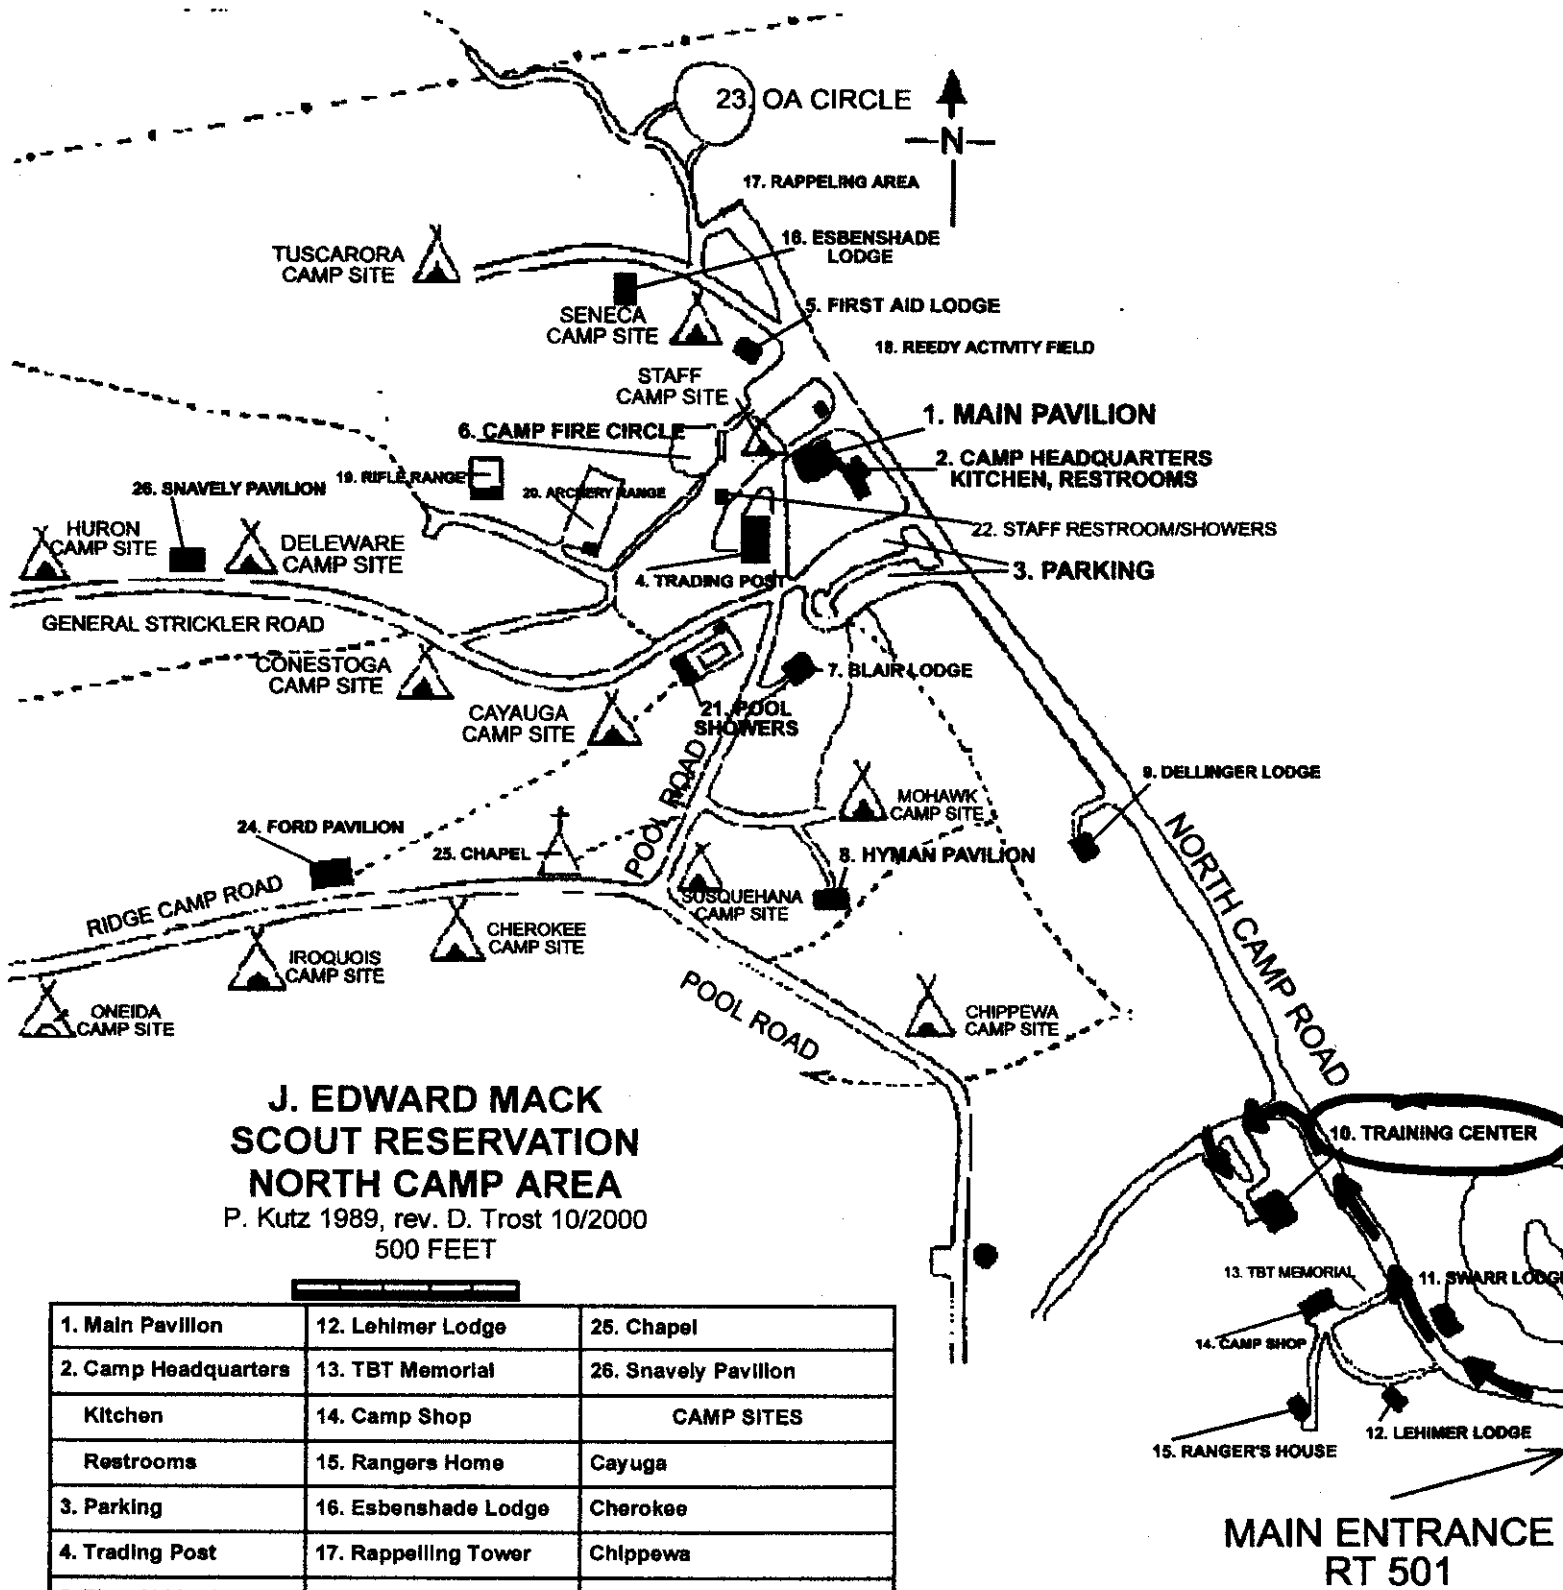 23. OA CIRCLE
N
17. RAPPELING AREA
16. ESBENSHADE
LODGE
TUSCARORA
CAMP SITE
SENECA
CAMP SITE
5. FIRST AID LODGE
18. REEDY ACTIVITY FIELD
STAFF
CAMP SITE
1. MAIN PAVILION
6. CAMP FIRE CIRCLE
2. CAMP HEADQUARTERS
KITCHEN, RESTROOMS
19. RIFLE RANGE
20. ARCHERY RANGE
26. SNAVELY PAVILION
22. STAFF RESTROOM/SHOWERS
HURON
CAMP SITE
DELEWARE
CAMP SITE
4. TRADING POST
3. PARKING
GENERAL STRICKLER ROAD
CONESTOGA
CAMP SITE
7. BLAIR LODGE
CAYAUGA
CAMP SITE
21. POOL
SHOWERS
POOL ROAD
9. DELLINGER LODGE
MOHAWK
CAMP SITE
24. FORD PAVILION
25. CHAPEL
8. HYMAN PAVILION
NORTH CAMP ROAD
RIDGE CAMP ROAD
SUSQUEHANA
CAMP SITE
CHEROKEE
CAMP SITE
IROQUOIS
CAMP SITE
ONEIDA
CAMP SITE
POOL ROAD
CHIPPEWA
CAMP SITE
J. EDWARD MACK
SCOUT RESERVATION
NORTH CAMP AREA
P. Kutz 1989, rev. D. Trost 10/2000
500 FEET
10. TRAINING CENTER
13. TBT MEMORIAL
11. SWARR LODGE
14. CAMP SHOP
12. LEHIMER LODGE
15. RANGER'S HOUSE
MAIN ENTRANCE
RT 501
1. Main Pavilion 12. Lehimer Lodge 25. Chapel
2. Camp Headquarters 13. TBT Memorial 26. Snavely Pavilion
Kitchen 14. Camp Shop CAMP SITES
Restrooms 15. Rangers Home Cayuga
3. Parking 16. Esbenshade Lodge Cherokee
4. Trading Post 17. Rappelling Tower Chippewa